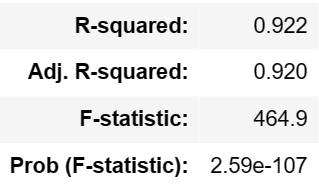 R-squared: 0.922
Adj. R-squared: 0.920
F-statistic: 464.9
Prob (F-statistic): 2.59e-107